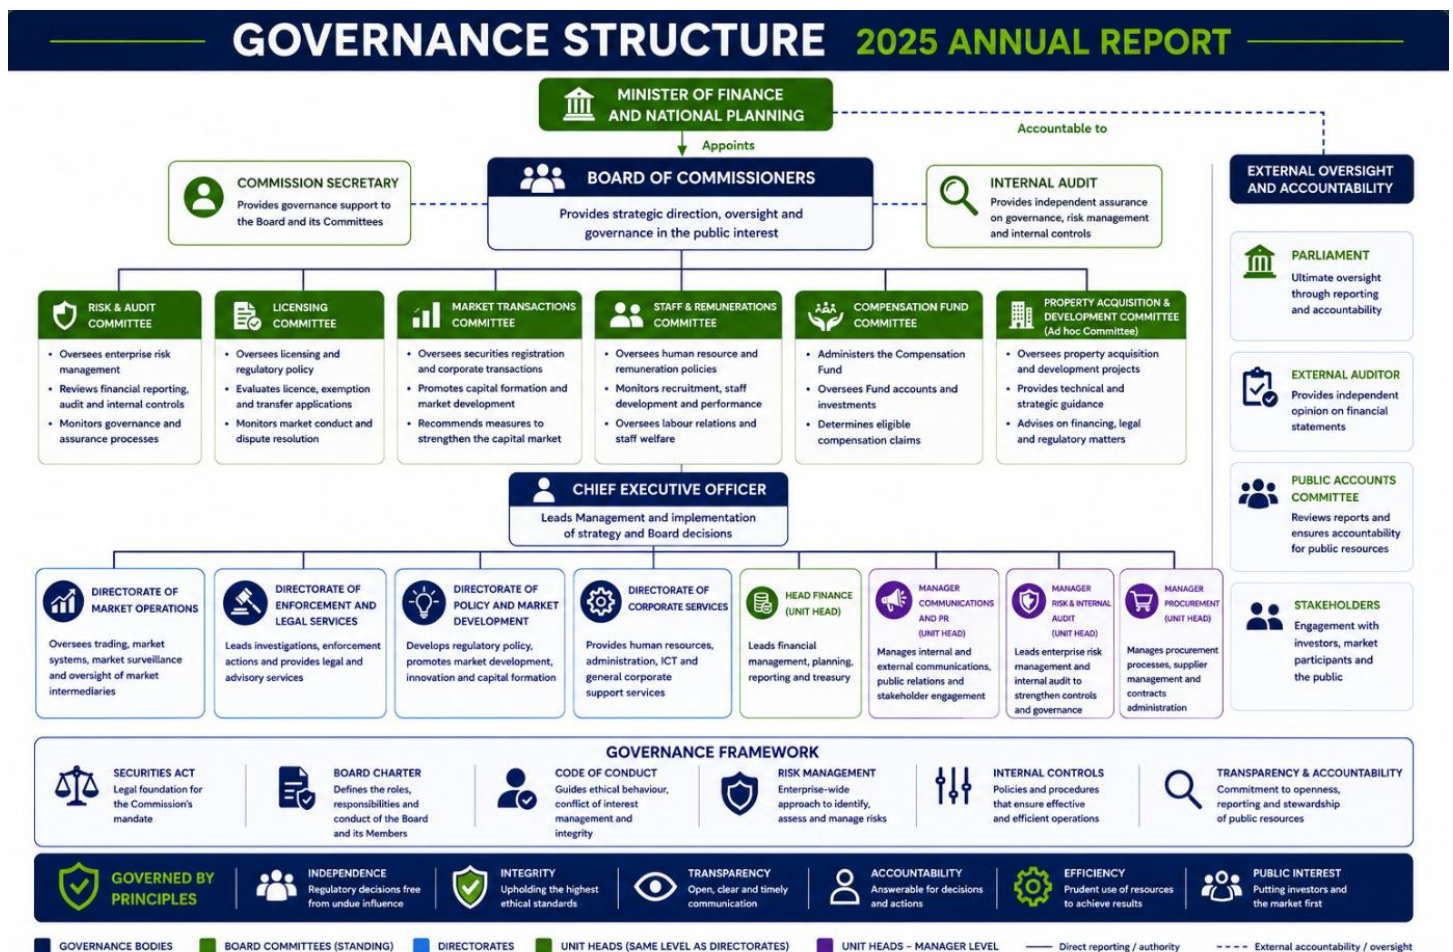 GOVERNANCE STRUCTURE 2025 ANNUAL REPORT
MINISTER OF FINANCE
AND NATIONAL PLANNING
Accountable to
Appoints
COMMISSION SECRETARY
Provides governance support to
the Board and its Committees
BOARD OF COMMISSIONERS
Provides strategic direction, oversight and
governance in the public interest
INTERNAL AUDIT
Provides independent assurance
on governance, risk management
and internal controls
EXTERNAL OVERSIGHT
AND ACCOUNTABILITY
PARLIAMENT
Ultimate oversight
through reporting
and accountability
EXTERNAL AUDITOR
Provides independent
opinion on financial
statements
PUBLIC ACCOUNTS
COMMITTEE
Reviews reports and
ensures accountability
for public resources
STAKEHOLDERS
Engagement with
investors, market
participants and
the public
RISK & AUDIT
COMMITTEE
• Oversees enterprise risk
management
• Reviews financial reporting,
audit and internal controls
• Monitors governance and
assurance processes
LICENSING
COMMITTEE
• Oversees licensing and
regulatory policy
• Evaluates licence, exemption
and transfer applications
• Monitors market conduct and
dispute resolution
MARKET TRANSACTIONS
COMMITTEE
• Oversees securities registration
and corporate transactions
• Promotes capital formation and
market development
• Recommends measures to
strengthen the capital market
STAFF & REMUNERATIONS
COMMITTEE
• Oversees human resource and
remuneration policies
• Monitors recruitment, staff
development and performance
• Oversees labour relations and
staff welfare
COMPENSATION FUND
COMMITTEE
• Administers the Compensation
Fund
• Oversees Fund accounts and
investments
• Determines eligible
compensation claims
PROPERTY ACQUISITION &
DEVELOPMENT COMMITTEE
(Ad hoc Committee)
• Oversees property acquisition
and development projects
• Provides technical and
strategic guidance
• Advises on financing, legal
and regulatory matters
CHIEF EXECUTIVE OFFICER
Leads Management and implementation
of strategy and Board decisions
DIRECTORATE OF
MARKET OPERATIONS
Oversees trading, market
systems, market surveillance
and oversight of market
intermediaries
DIRECTORATE OF
ENFORCEMENT AND
LEGAL SERVICES
Leads investigations, enforcement
actions and provides legal and
advisory services
DIRECTORATE OF
POLICY AND MARKET
DEVELOPMENT
Develops regulatory policy,
promotes market development,
innovation and capital formation
DIRECTORATE OF
CORPORATE SERVICES
Provides human resources,
administration, ICT and
general corporate
support services
HEAD FINANCE
(UNIT HEAD)
Leads financial
management, planning,
reporting and treasury
MANAGER
COMMUNICATIONS
AND PR
(UNIT HEAD)
Manages internal and
external communications,
public relations and
stakeholder engagement
MANAGER
RISK & INTERNAL
AUDIT
(UNIT HEAD)
Leads enterprise risk
management and
internal audit to
strengthen controls
and governance
MANAGER
PROCUREMENT
(UNIT HEAD)
Manages procurement
processes, supplier
management and
contracts
administration
GOVERNANCE FRAMEWORK
SECURITIES ACT
Legal foundation for
the Commission's
mandate
BOARD CHARTER
Defines the roles,
responsibilities and
conduct of the Board
and its Members
CODE OF CONDUCT
Guides ethical behaviour,
conflict of interest
management and
integrity
RISK MANAGEMENT
Enterprise-wide
approach to identify,
assess and manage risks
INTERNAL CONTROLS
Policies and procedures
that ensure effective
and efficient operations
TRANSPARENCY & ACCOUNTABILITY
Commitment to openness,
reporting and stewardship
of public resources
GOVERNED BY
PRINCIPLES
INDEPENDENCE
Regulatory decisions free
from undue influence
INTEGRITY
Upholding the highest
ethical standards
TRANSPARENCY
Open, clear and timely
communication
ACCOUNTABILITY
Answerable for decisions
and actions
EFFICIENCY
Prudent use of resources
to achieve results
PUBLIC INTEREST
Putting investors and
the market first
GOVERNANCE BODIES
BOARD COMMITTEES (STANDING)
DIRECTORATES
UNIT HEADS (SAME LEVEL AS DIRECTORATES)
UNIT HEADS – MANAGER LEVEL
Direct reporting / authority
External accountability / oversight